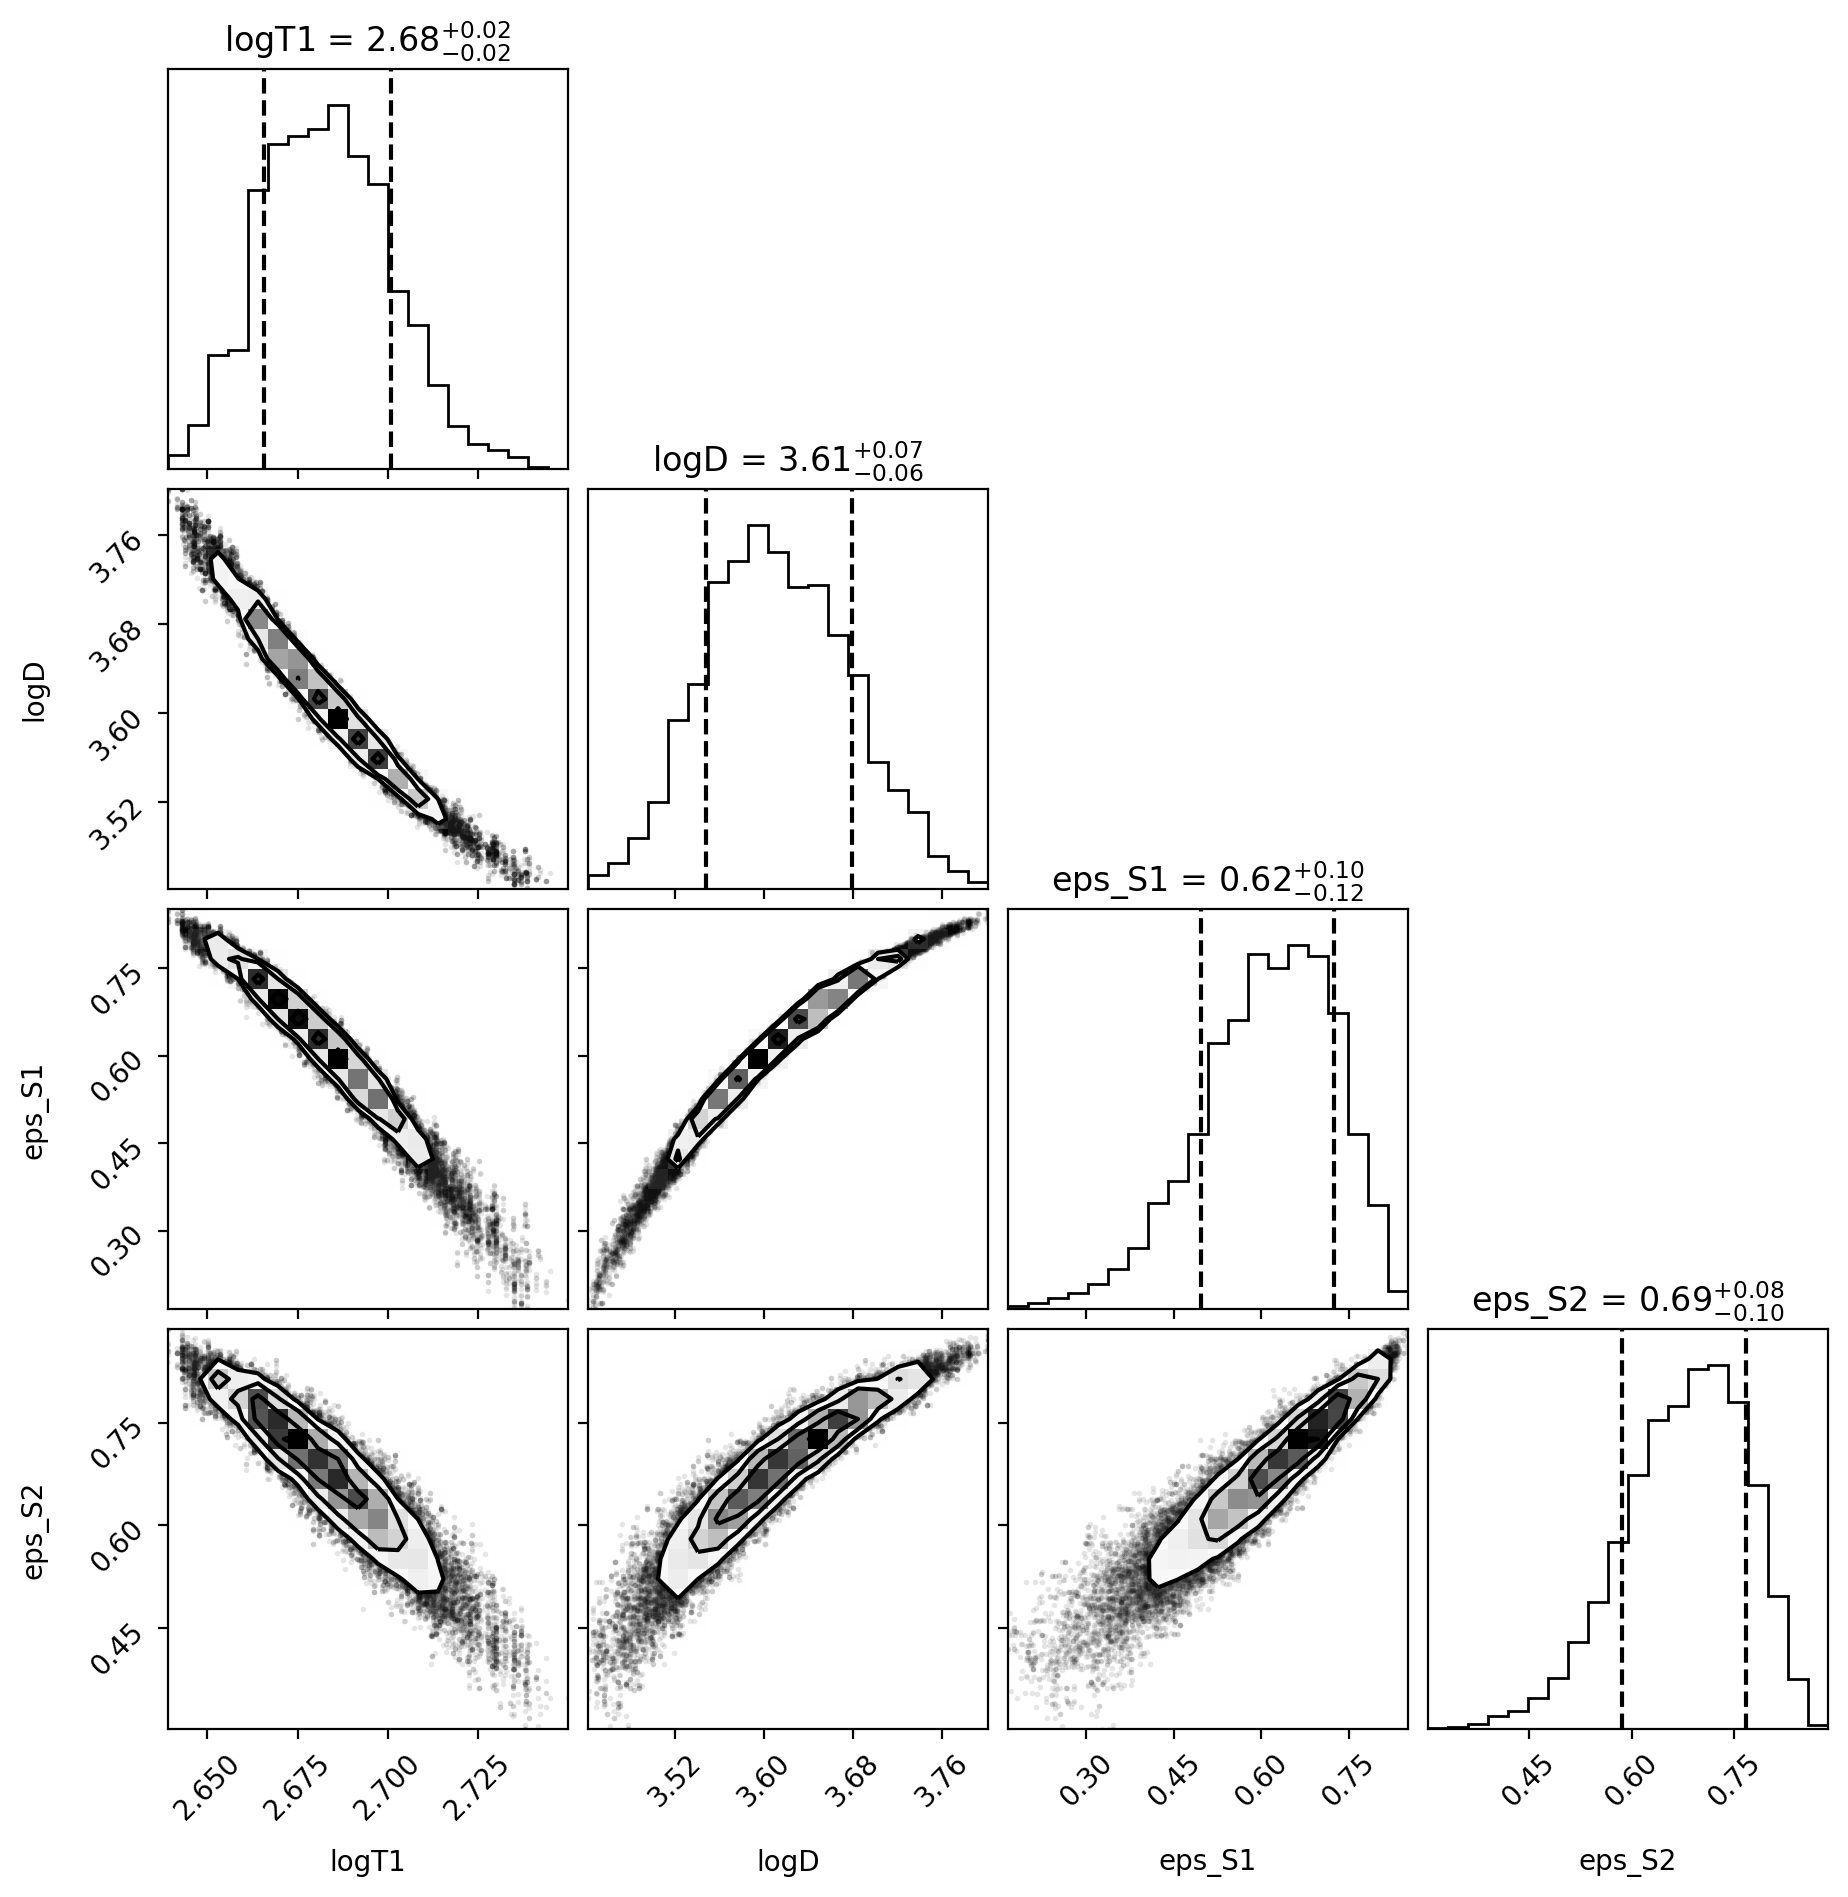 logT1 = 2.68+0.02−0.02
logD = 3.61+0.07−0.06
3.76
3.68
3.60
3.52
logD
eps_S1 = 0.62+0.10−0.12
0.75
0.60
0.45
0.30
eps_S1
eps_S2 = 0.69+0.08−0.10
0.75
0.60
0.45
eps_S2
2.650 2.675 2.700 2.725 3.52 3.60 3.68 3.76 0.30 0.45 0.60 0.75 0.45 0.60 0.75
logT1 logD eps_S1 eps_S2